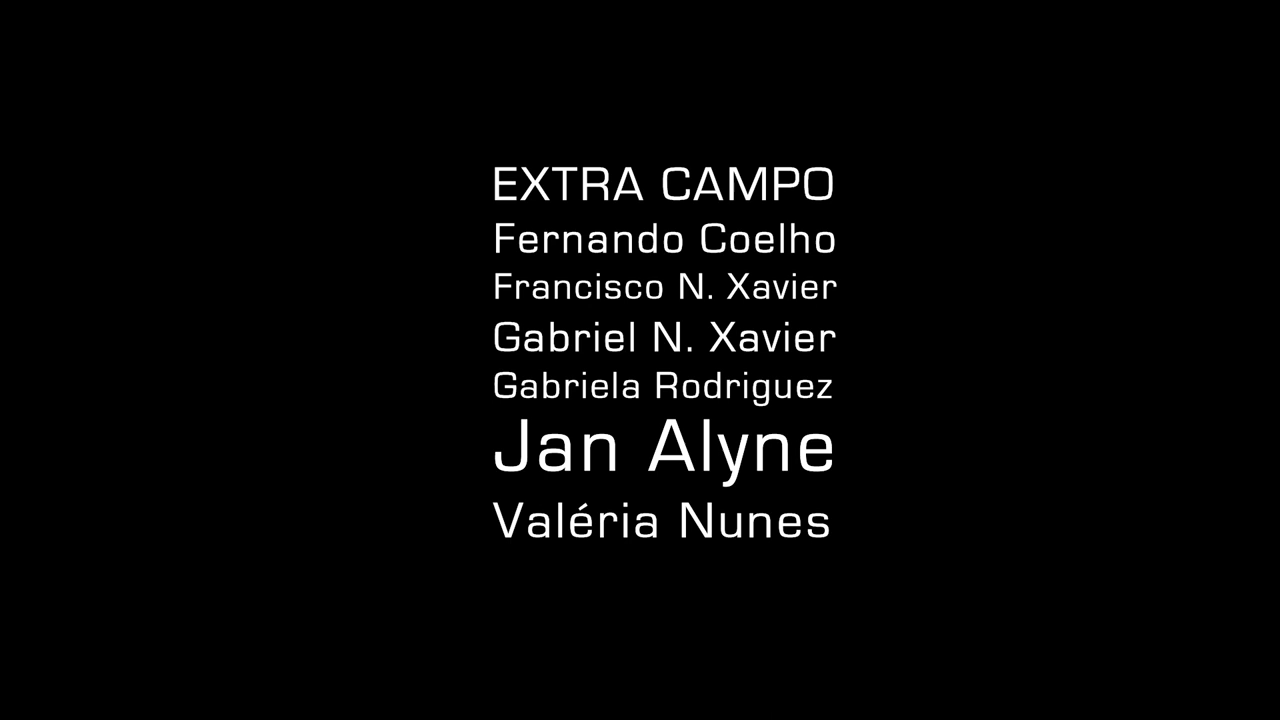 EXTRA CAMPO
Fernando Coelho
Francisco N. Xavier
Gabriel N. Xavier
Gabriela Rodriguez
Jan Alyne
Valéria Nunes